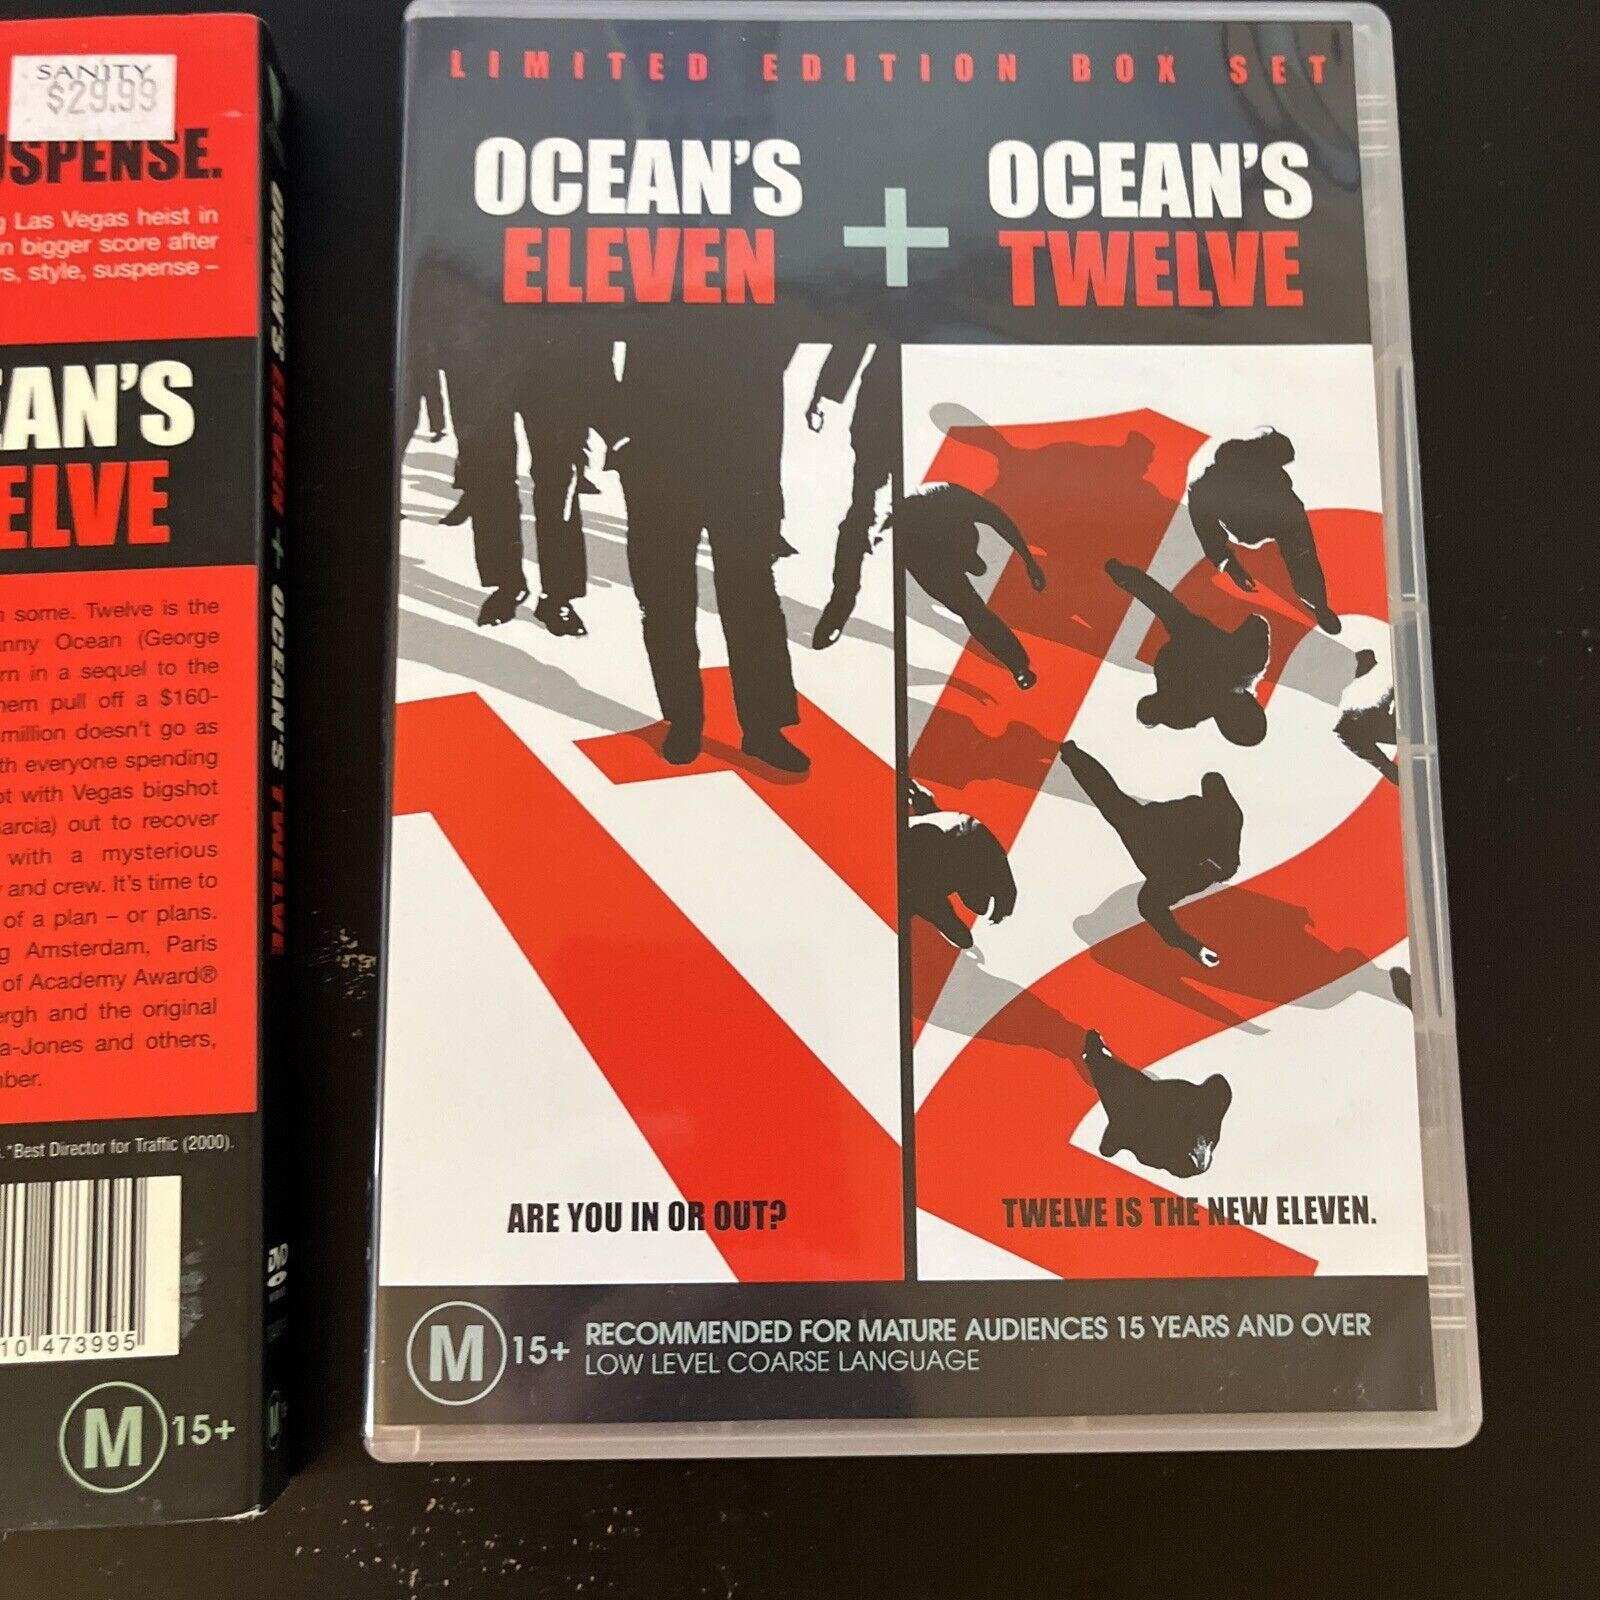 SANITY
$29.99
USPENSE.
g Las Vegas heist in
n bigger score after
rs, style, suspense –
EAN'S
ELVE
n some. Twelve is the
anny Ocean (George
rn in a sequel to the
hem pull off a $160-
million doesn't go as
th everyone spending
ot with Vegas bigshot
Garcia) out to recover
with a mysterious
y and crew. It's time to
of a plan – or plans.
g Amsterdam, Paris
of Academy Award®
ergh and the original
a-Jones and others,
mber.
*Best Director for Traffic (2000).
10 473995
M 15+
OCEAN'S ELEVEN + OCEAN'S TWELVE
DVD
VIDEO
M
LIMITED EDITION BOX SET
OCEAN'S
ELEVEN
+
OCEAN'S
TWELVE
ARE YOU IN OR OUT?
TWELVE IS THE NEW ELEVEN.
M 15+
RECOMMENDED FOR MATURE AUDIENCES 15 YEARS AND OVER
LOW LEVEL COARSE LANGUAGE